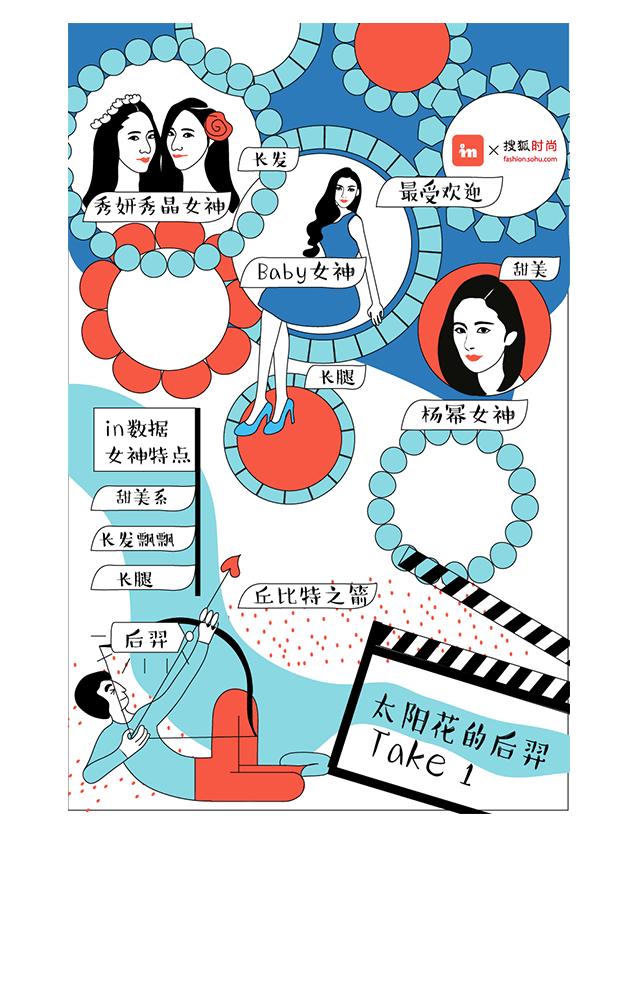 in
×
搜狐时尚
fashion.sohu.com
长发
最受欢迎
秀妍秀晶女神
Baby女神
甜美
长腿
杨幂女神
in数据
女神特点
甜美系
长发飘飘
长腿
丘比特之箭
后羿
太阳花的后羿
Take 1